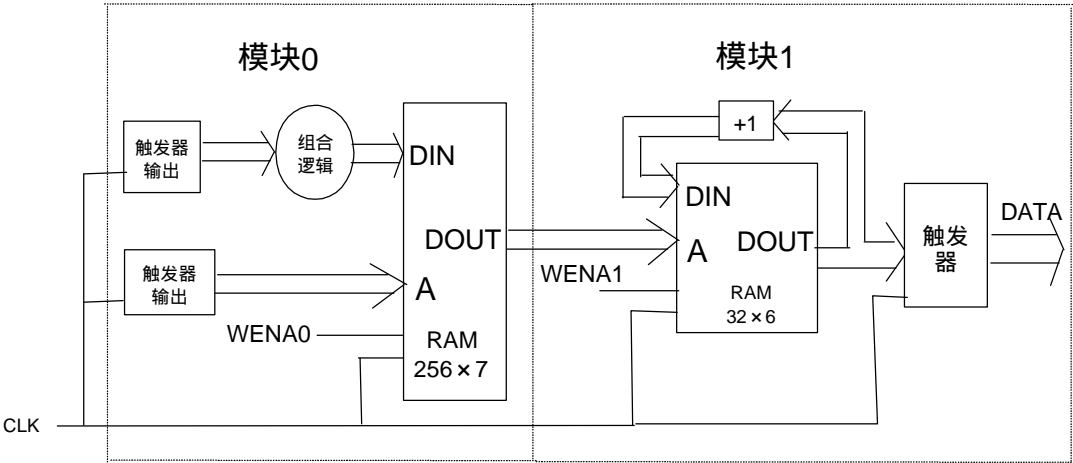 模块0
模块1
触发器
输出
组合
逻辑
DIN
+1
DIN
触发器
输出
DOUT
A
WENA0
RAM
256×7
WENA1
A
DOUT
RAM
32×6
触发
器
DATA
CLK